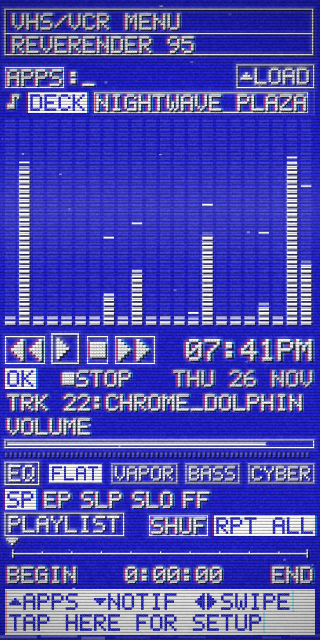 VHS/VCR MENU
REVERENDER 95
APPS:_ LOAD
DECK NIGHTWAVE PLAZA
07:41PM
OK STOP THU 26 NOV
TRK 22:CHROME_DOLPHIN
VOLUME
EQ FLAT VAPOR BASS CYBER
SP EP SLP SLO FF
PLAYLIST SHUF RPT ALL
BEGIN 0:00:00 END
APPS NOTIF SWIPE
TAP HERE FOR SETUP